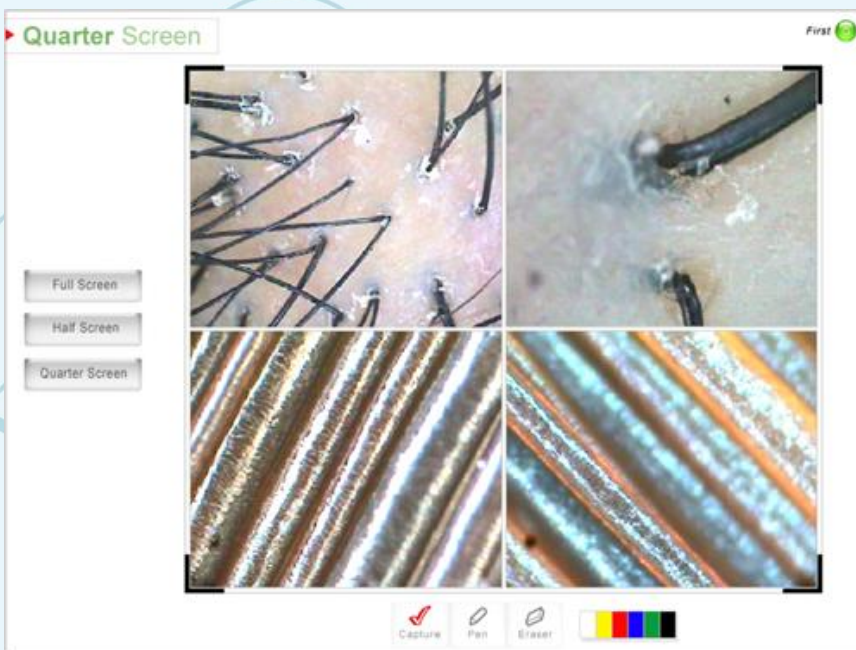 Quarter Screen
First
Full Screen
Half Screen
Quarter Screen
Capture
Pen
Eraser